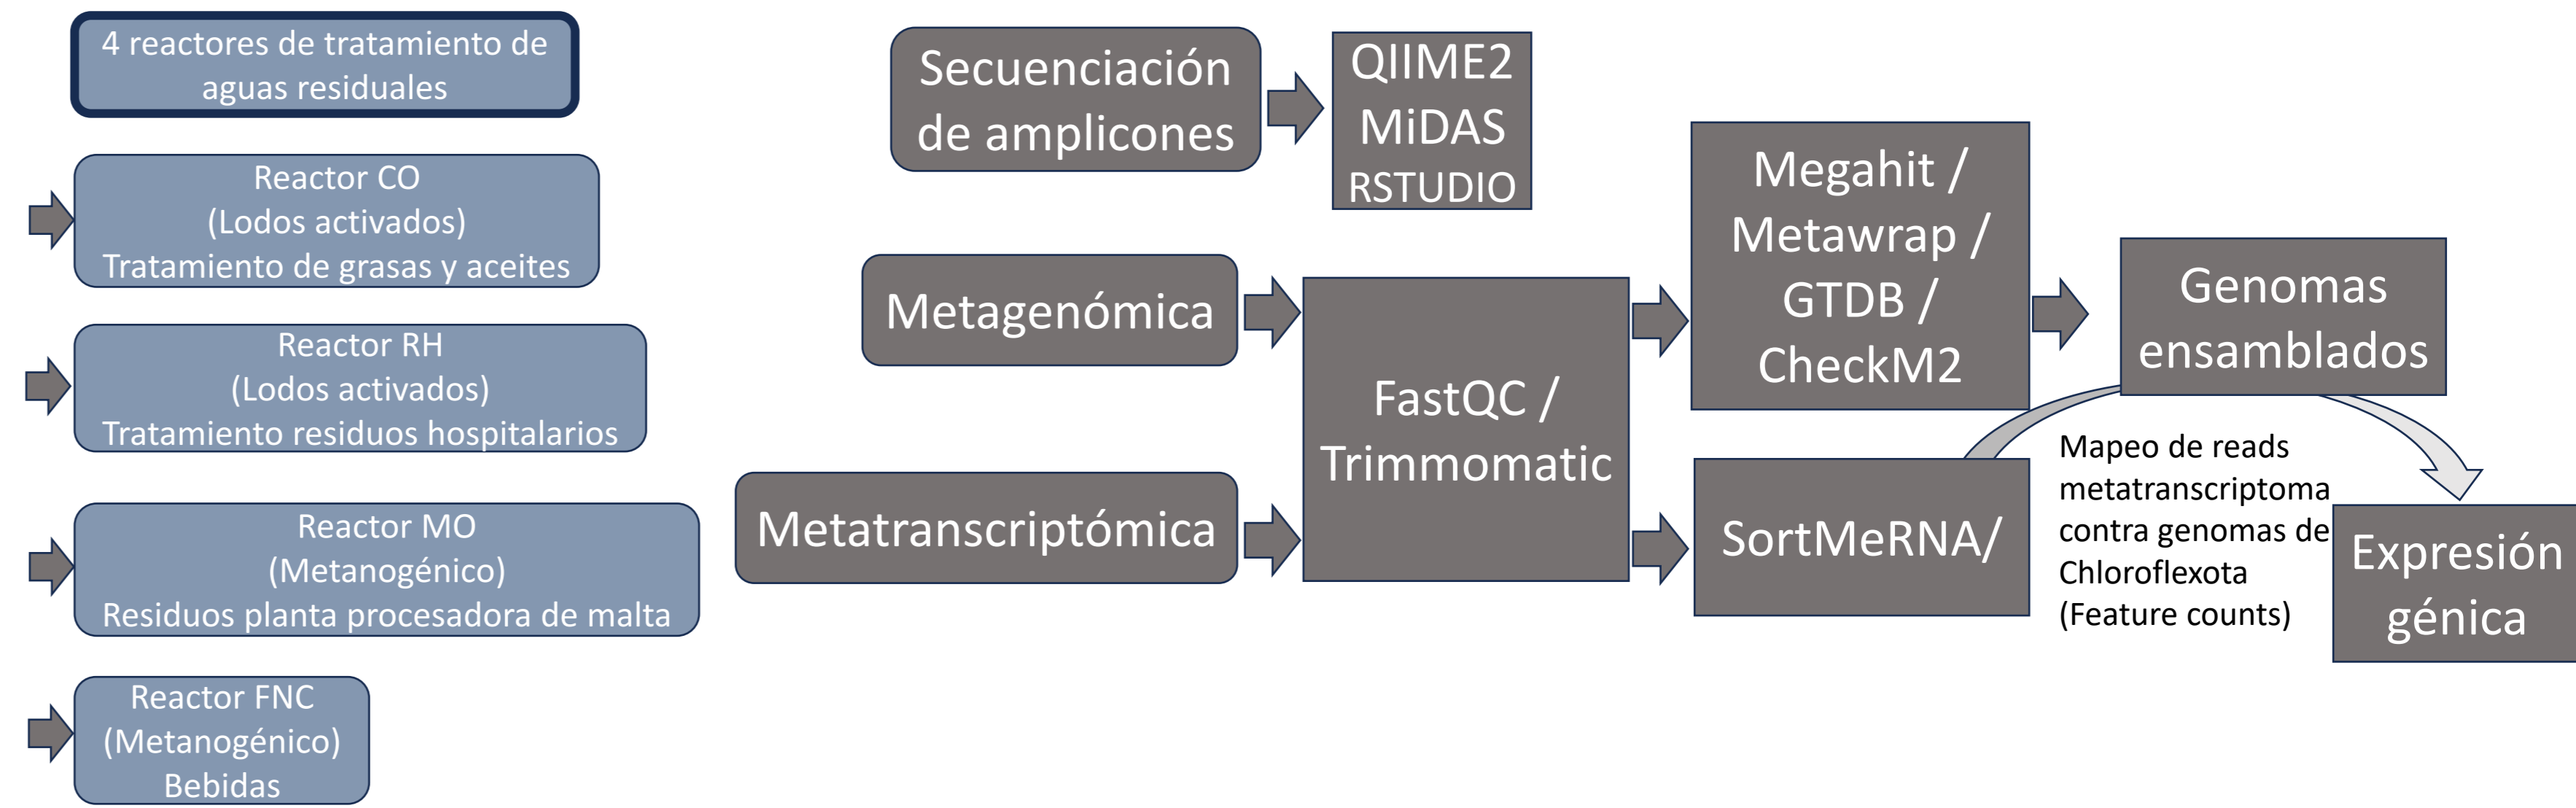 4 reactores de tratamiento de
aguas residuales
Reactor CO
(Lodos activados)
Tratamiento de grasas y aceites
Reactor RH
(Lodos activados)
Tratamiento residuos hospitalarios
Reactor MO
(Metanogénico)
Residuos planta procesadora de malta
Reactor FNC
(Metanogénico)
Bebidas
Secuenciación
de amplicones
QIIME2
MiDAS
RSTUDIO
Metagenómica
Metatranscriptómica
FastQC /
Trimmomatic
Megahit /
Metawrap /
GTDB /
CheckM2
SortMeRNA/
Genomas
ensamblados
Mapeo de reads
metatranscriptoma
contra genomas de
Chloroflexota
(Feature counts)
Expresión
génica